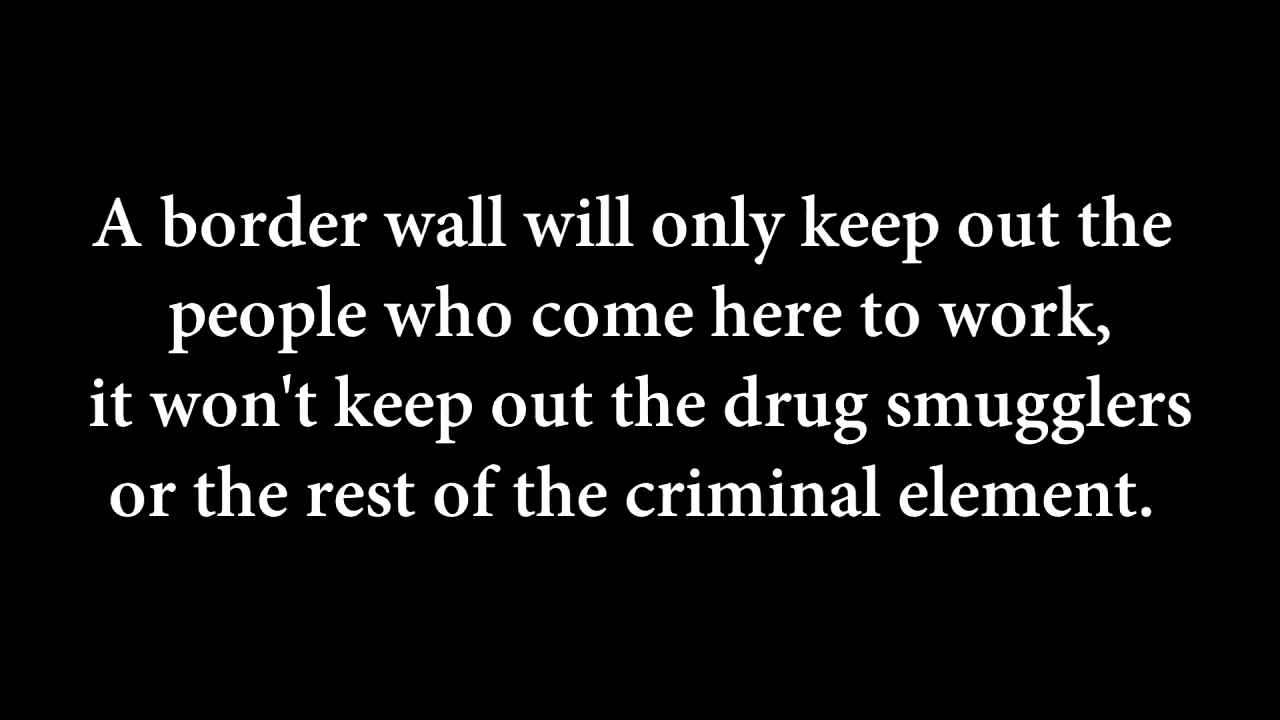 A border wall will only keep out the
people who come here to work,
it won't keep out the drug smugglers
or the rest of the criminal element.